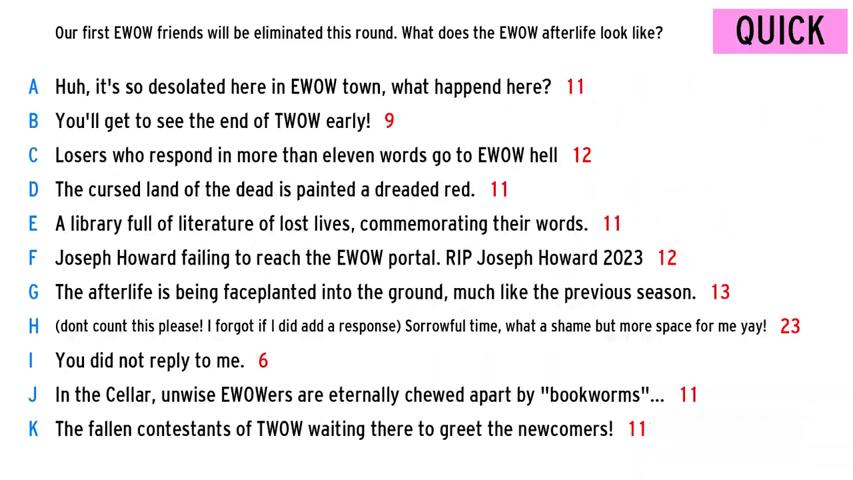 Our first EWOW friends will be eliminated this round. What does the EWOW afterlife look like?
QUICK
A Huh, it's so desolated here in EWOW town, what happend here? 11
B You'll get to see the end of TWOW early! 9
C Losers who respond in more than eleven words go to EWOW hell 12
D The cursed land of the dead is painted a dreaded red. 11
E A library full of literature of lost lives, commemorating their words. 11
F Joseph Howard failing to reach the EWOW portal. RIP Joseph Howard 2023 12
G The afterlife is being faceplanted into the ground, much like the previous season. 13
H (dont count this please! I forgot if I did add a response) Sorrowful time, what a shame but more space for me yay! 23
I You did not reply to me. 6
J In the Cellar, unwise EWOWers are eternally chewed apart by "bookworms"... 11
K The fallen contestants of TWOW waiting there to greet the newcomers! 11